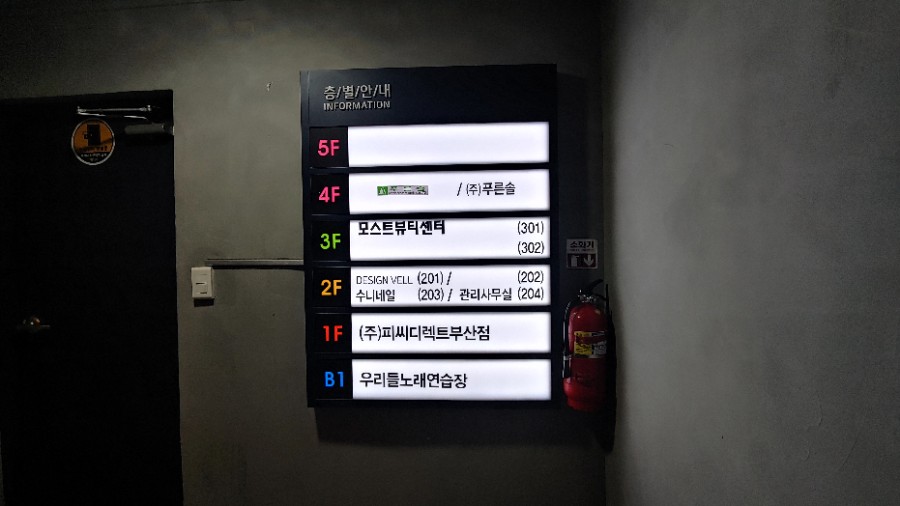 층/별/안/내
INFORMATION
5F
4F / (주)푸른솔
3F 모스트뷰티센터 (301)
(302)
2F DESIGN VELL (201) / (202)
수니네일 (203) / 관리사무실 (204)
1F (주)피씨디렉트부산점
B1 우리들노래연습장
소화기